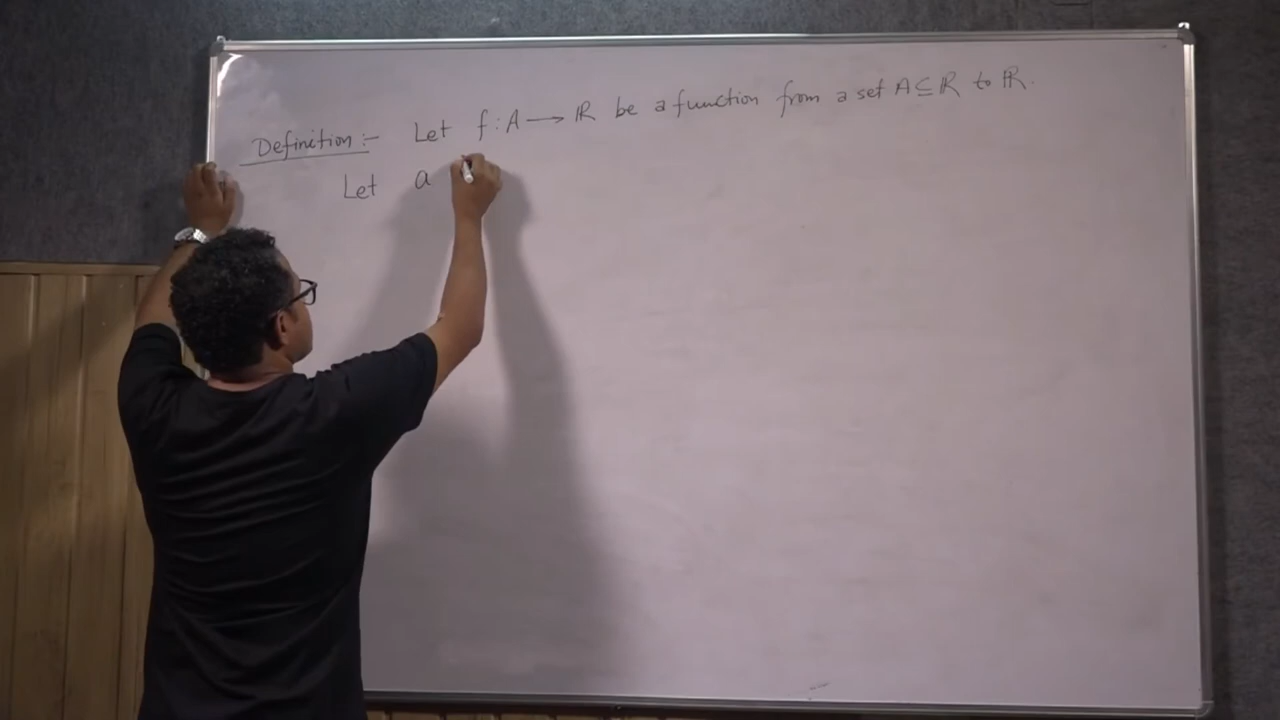 Definition :- Let f : A ⟶ ℝ be a function from a set A ⊆ ℝ to ℝ.
Let a